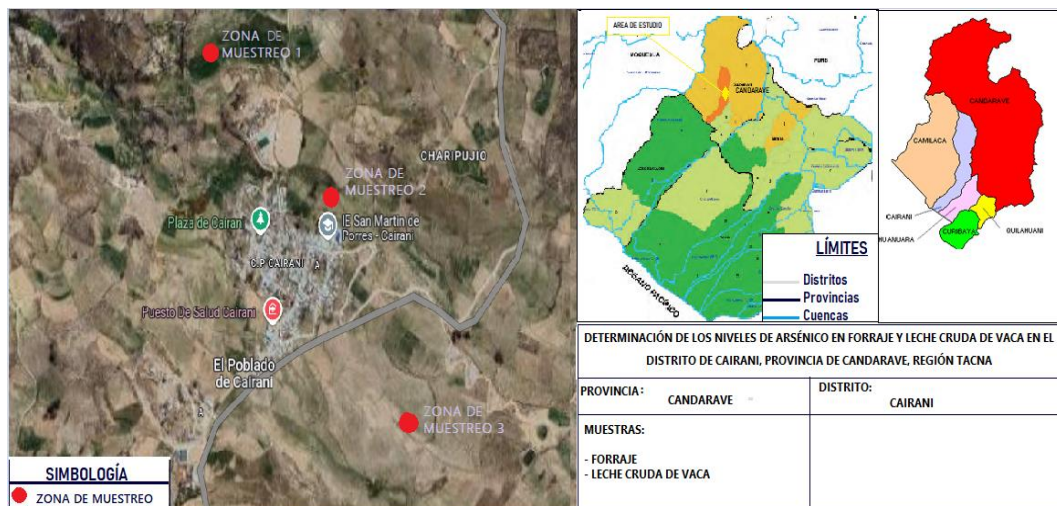 ZONA DE
MUESTREO 1
CHARIPUJIO
ZONA DE
MUESTREO 2
Plaza de Cairani
IE San Martin de
Porres - Cairani
C.P. CAIRANI
Puesto De Salud Cairani
El Poblado
de Cairani
ZONA DE
MUESTREO 3
SIMBOLOGÍA
ZONA DE MUESTREO
AREA DE ESTUDIO
PUNO
CANDARAVE
OCEANO PACÍFICO
LÍMITES
Distritos
Provincias
Cuencas
CANDARAVE
CAMILACA
CAIRANI
HUANUARA
QUILAHUANI
CURIBAYA
DETERMINACIÓN DE LOS NIVELES DE ARSÉNICO EN FORRAJE Y LECHE CRUDA DE VACA EN EL
DISTRITO DE CAIRANI, PROVINCIA DE CANDARAVE, REGIÓN TACNA
PROVINCIA:
CANDARAVE
DISTRITO:
CAIRANI
MUESTRAS:
- FORRAJE
- LECHE CRUDA DE VACA